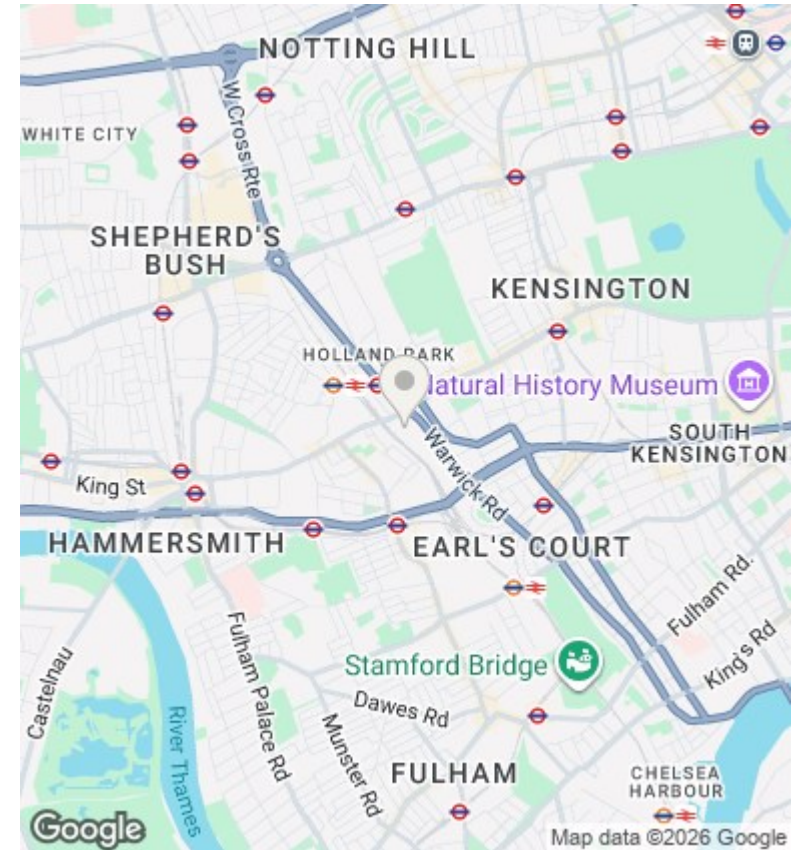 NOTTING HILL
WHITE CITY
W Cross Rte
SHEPHERD'S
BUSH
KENSINGTON
HOLLAND PARK
Natural History Museum
SOUTH
KENSINGTON
Warwick Rd
King St
HAMMERSMITH
EARL'S COURT
Fulham Rd.
King's Rd
Castelnau
Fulham Palace Rd
Stamford Bridge
Dawes Rd
River Thames
Munster Rd
FULHAM
CHELSEA
HARBOUR
Google
Map data ©2026 Google